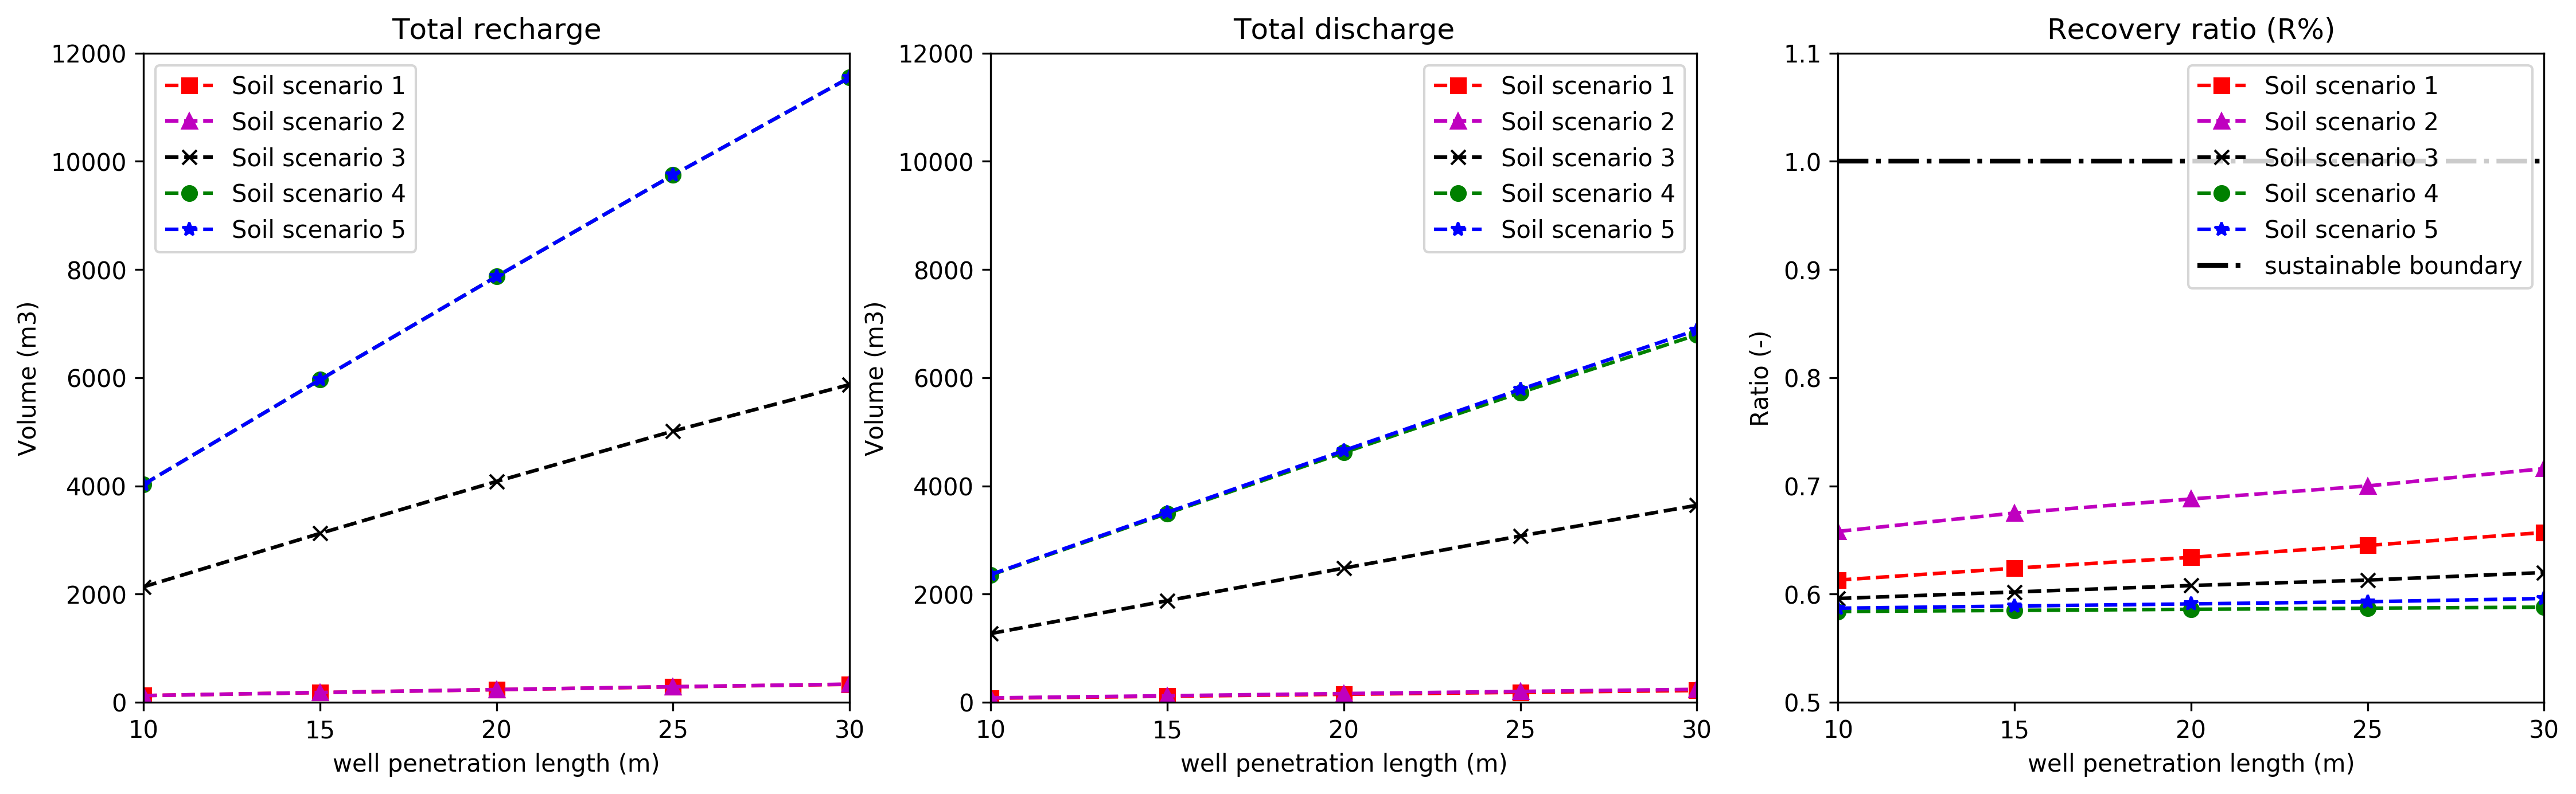 Total recharge
12000
10000
8000
6000
4000
2000
0
Volume (m3)
Soil scenario 1
Soil scenario 2
Soil scenario 3
Soil scenario 4
Soil scenario 5
10 15 20 25 30
well penetration length (m)
Total discharge
12000
10000
8000
6000
4000
2000
0
Volume (m3)
Soil scenario 1
Soil scenario 2
Soil scenario 3
Soil scenario 4
Soil scenario 5
10 15 20 25 30
well penetration length (m)
Recovery ratio (R%)
1.1
1.0
0.9
0.8
0.7
0.6
0.5
Ratio (-)
Soil scenario 1
Soil scenario 2
Soil scenario 3
Soil scenario 4
Soil scenario 5
sustainable boundary
10 15 20 25 30
well penetration length (m)